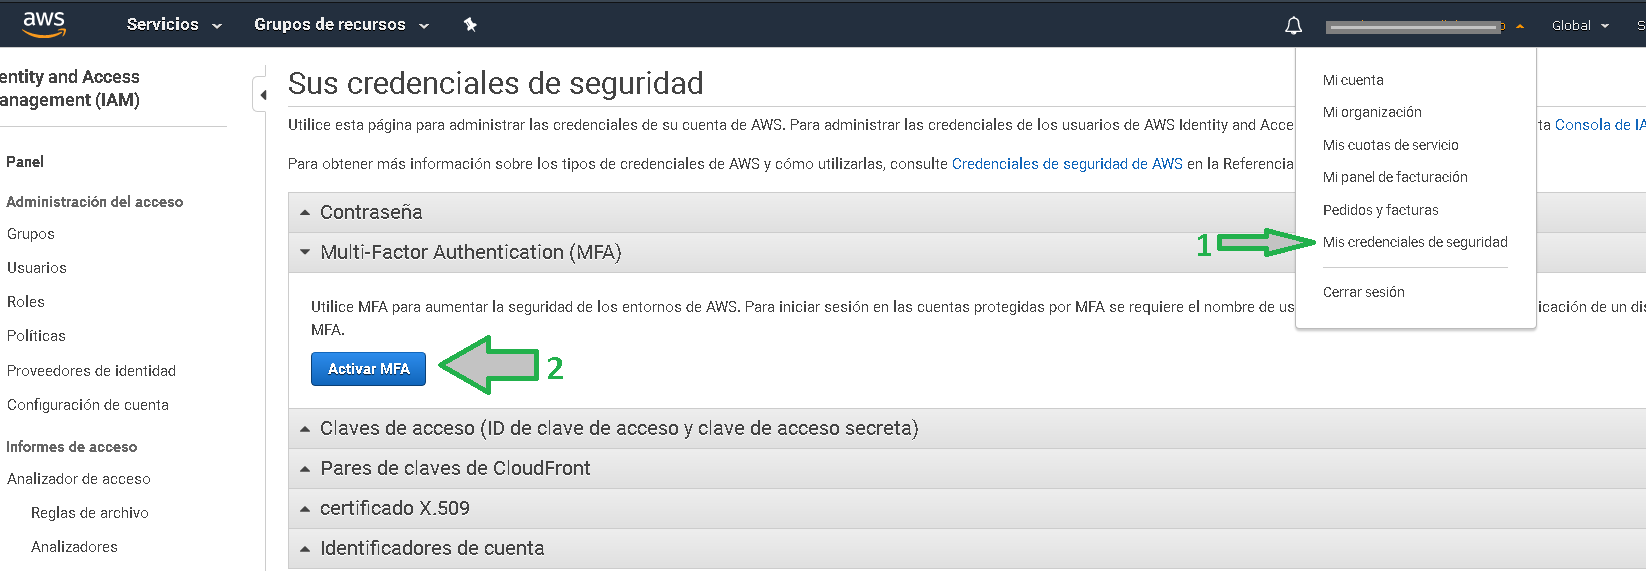 aws
Servicios
Grupos de recursos
Global
S
entity and Access
anagement (IAM)
Panel
Administración del acceso
Grupos
Usuarios
Roles
Políticas
Proveedores de identidad
Configuración de cuenta
Informes de acceso
Analizador de acceso
Reglas de archivo
Analizadores
Sus credenciales de seguridad
Utilice esta página para administrar las credenciales de su cuenta de AWS. Para administrar las credenciales de los usuarios de AWS Identity and Acce
ta Consola de IA
Para obtener más información sobre los tipos de credenciales de AWS y cómo utilizarlas, consulte Credenciales de seguridad de AWS en la Referencia
Contraseña
Multi-Factor Authentication (MFA)
Utilice MFA para aumentar la seguridad de los entornos de AWS. Para iniciar sesión en las cuentas protegidas por MFA se requiere el nombre de us
icación de un dis
MFA.
Activar MFA
2
Claves de acceso (ID de clave de acceso y clave de acceso secreta)
Pares de claves de CloudFront
certificado X.509
Identificadores de cuenta
Mi cuenta
Mi organización
Mis cuotas de servicio
Mi panel de facturación
Pedidos y facturas
1
Mis credenciales de seguridad
Cerrar sesión